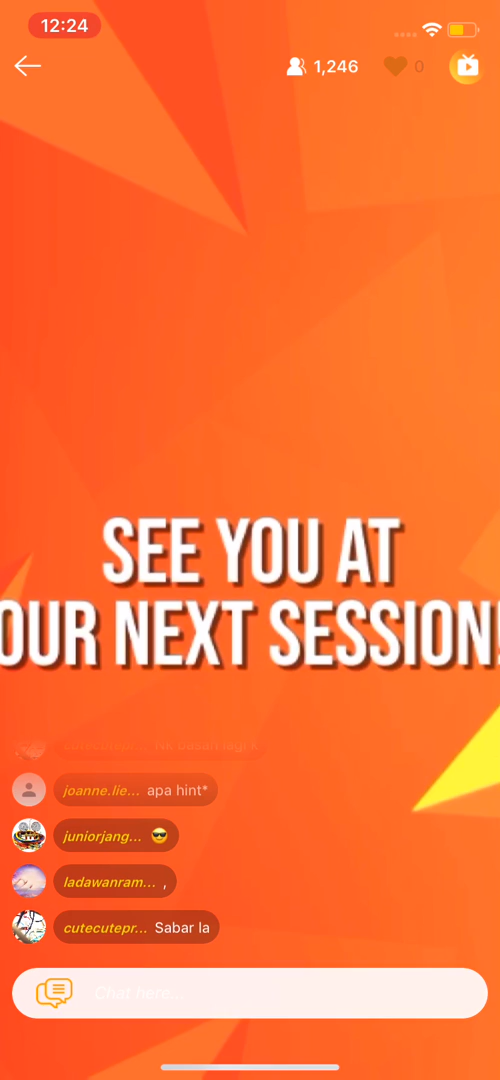 12:24
1,246
0
SEE YOU AT
OUR NEXT SESSION!
joanne.lie... apa hint*
juniorjang... 😎
ladawanram... ,
cutecutepr... Sabar la
Chat here...